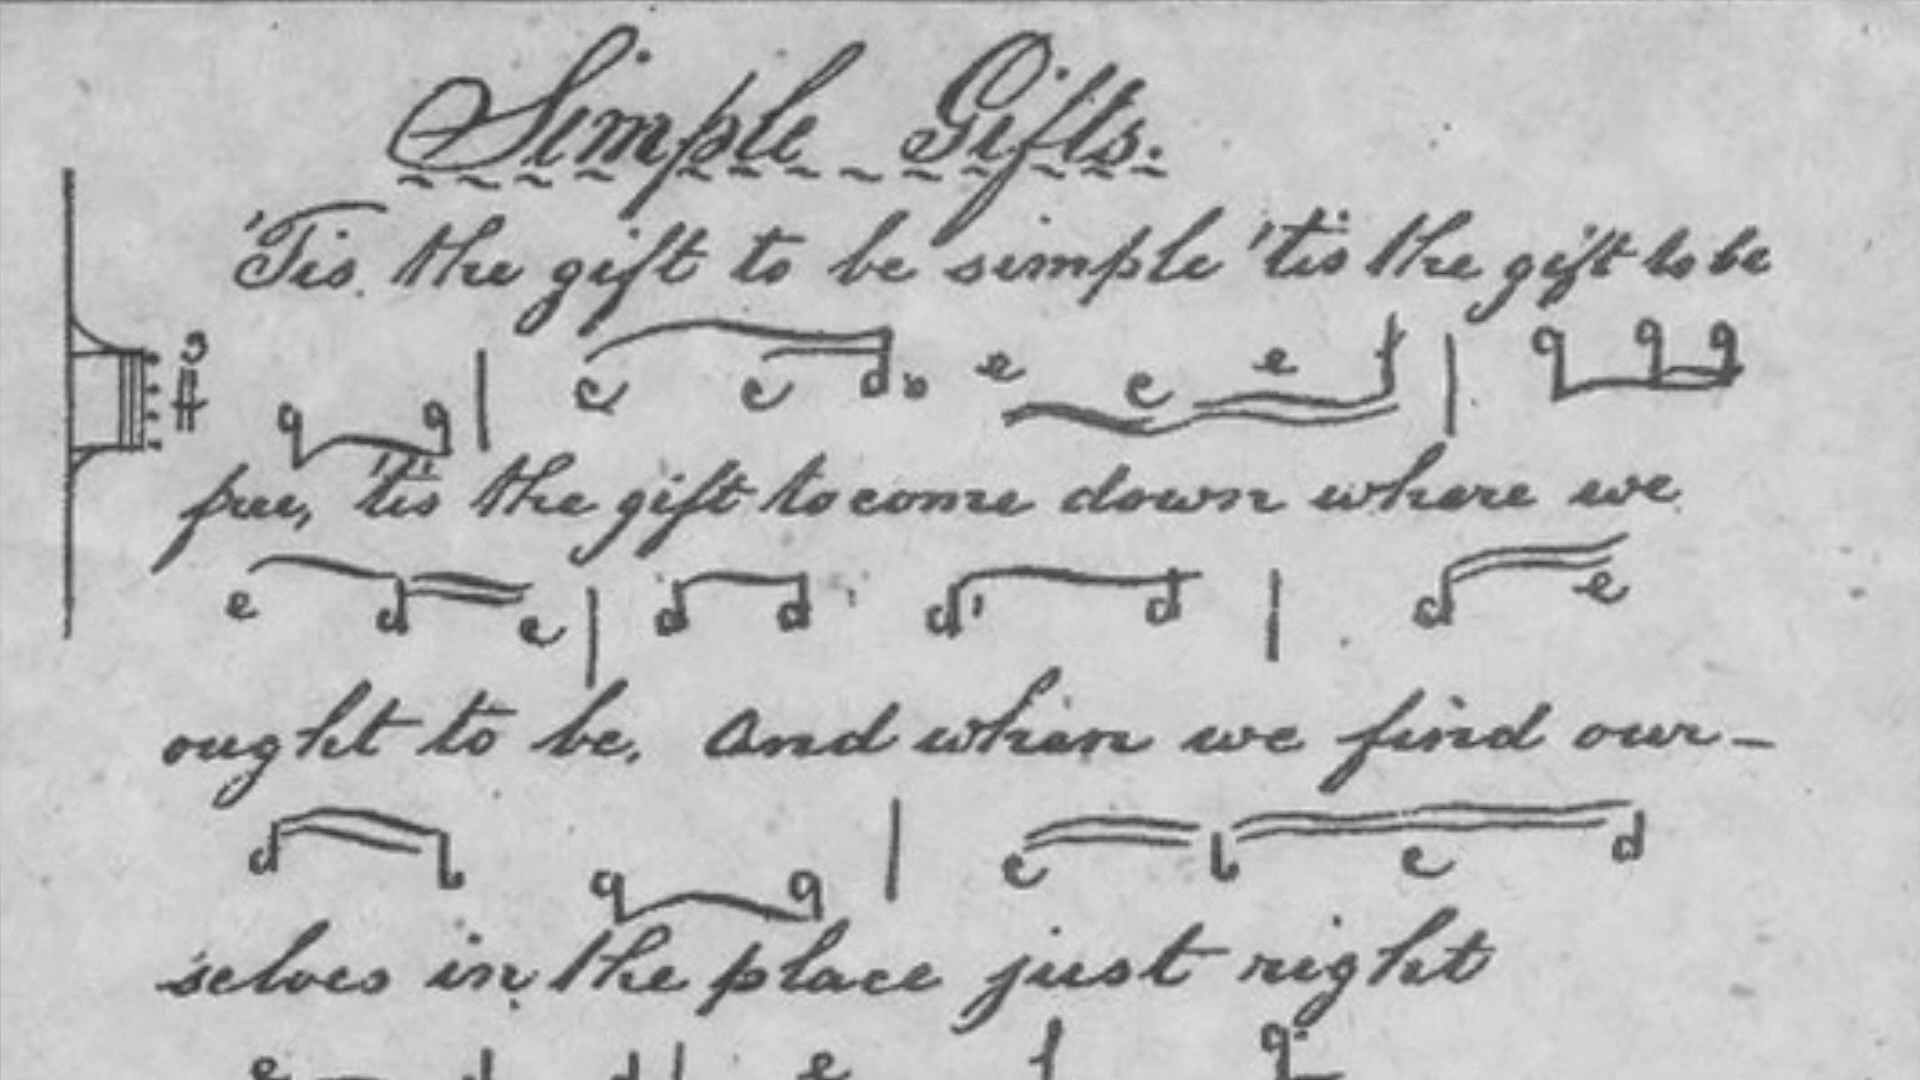 Simple Gifts.
'Tis the gift to be simple 'tis the gift to be
3
g g | c c d. e c e f | g g g
free, 'tis the gift to come down where we
e d c | d d d' d | d e
ought to be. And when we find our-
d b g g | c b c d
selves in the place just right
e d d | e f g